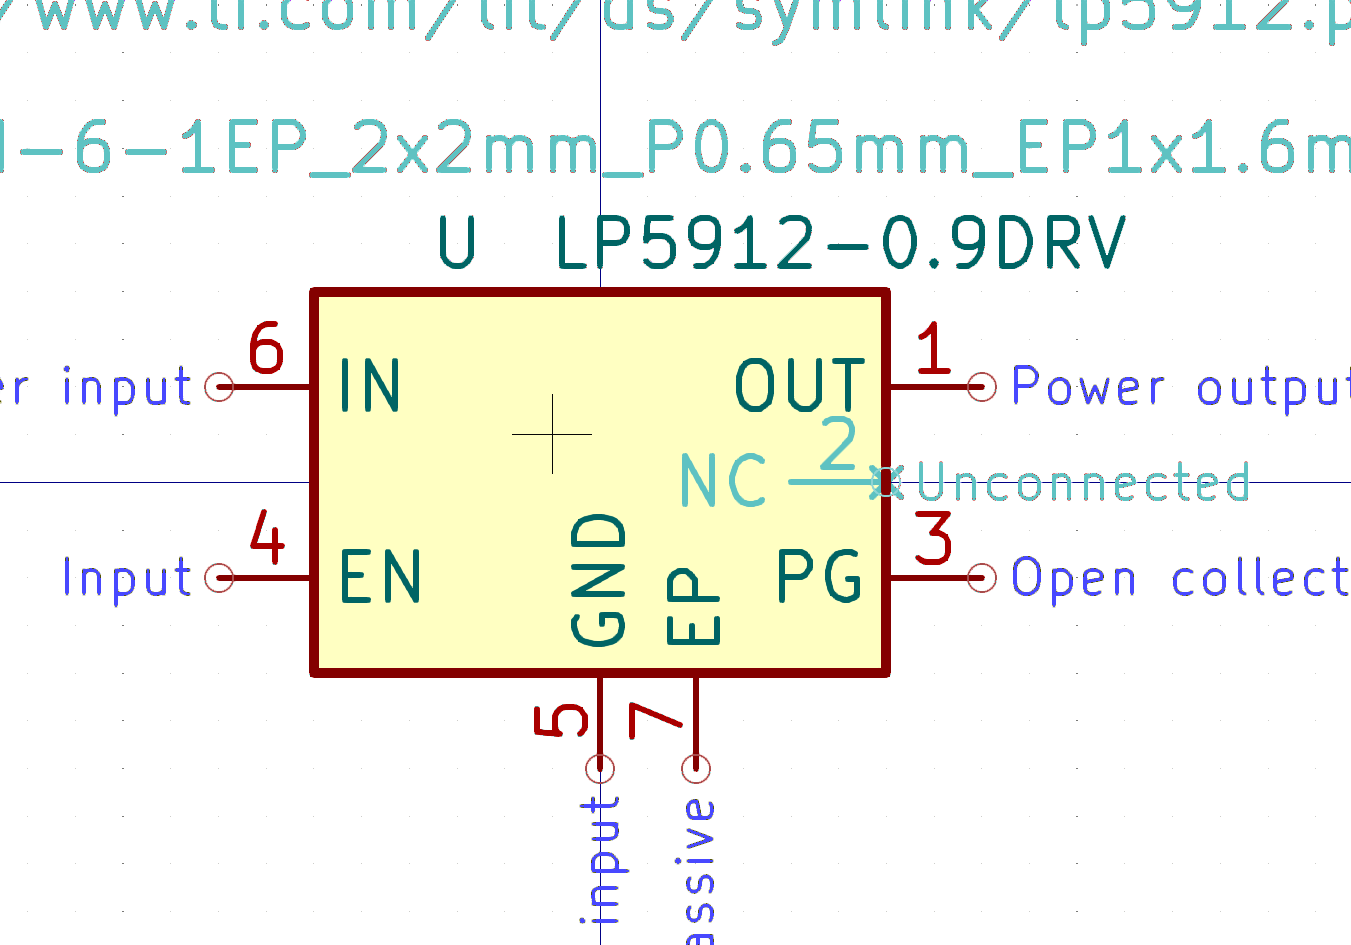 /www.ti.com/lit/ds/symlink/lp5912.p
-6-1EP_2x2mm_P0.65mm_EP1x1.6m
U LP5912-0.9DRV
er input 6 IN OUT 1 Power output
NC 2 Unconnected
Input 4 EN PG 3 Open collect
GND EP
5 7
input assive